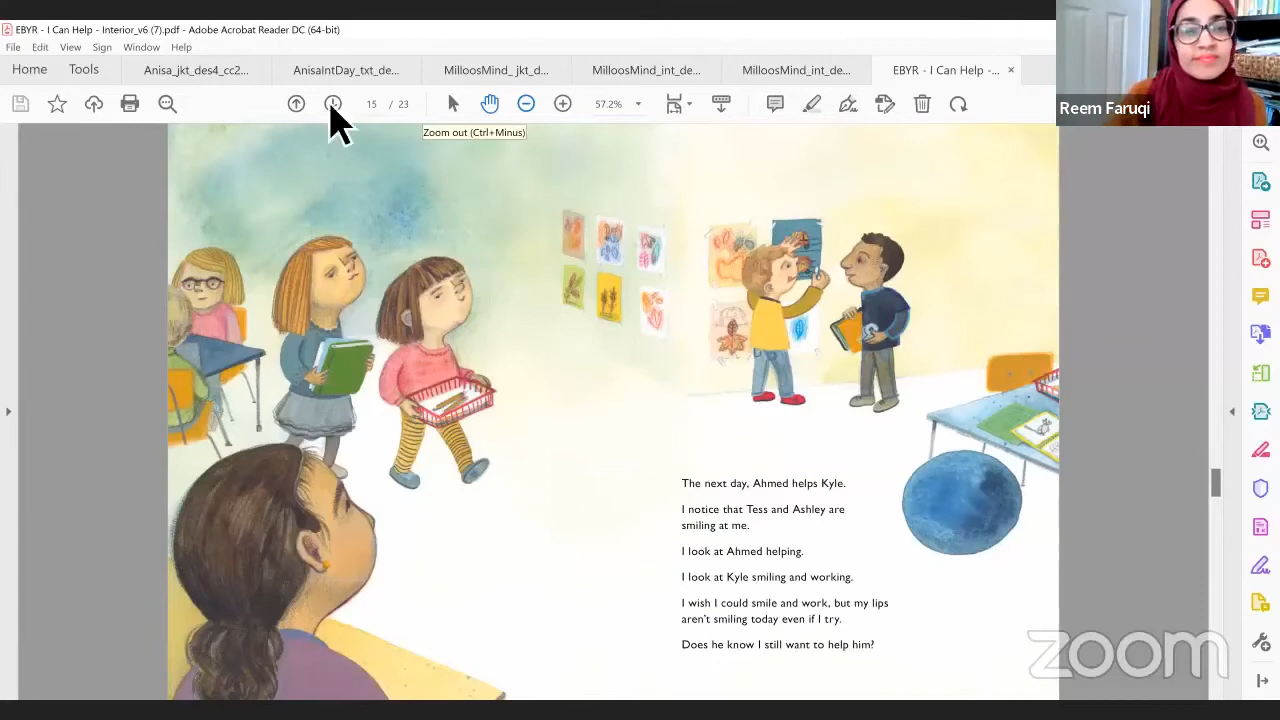 EBYR - I Can Help - Interior_v6 (7).pdf - Adobe Acrobat Reader DC (64-bit)
File Edit View Sign Window Help
Home Tools Anisa_jkt_des4_cc2... AnisaIntDay_txt_de... MilloosMind_ jkt_d... MilloosMind_int_de... MilloosMind_int_de... EBYR - I Can Help -... ×
15 / 23 57.2%
Zoom out (Ctrl+Minus)
Reem Faruqi
The next day, Ahmed helps Kyle.
I notice that Tess and Ashley are
smiling at me.
I look at Ahmed helping.
I look at Kyle smiling and working.
I wish I could smile and work, but my lips
aren't smiling today even if I try.
Does he know I still want to help him?
zoom